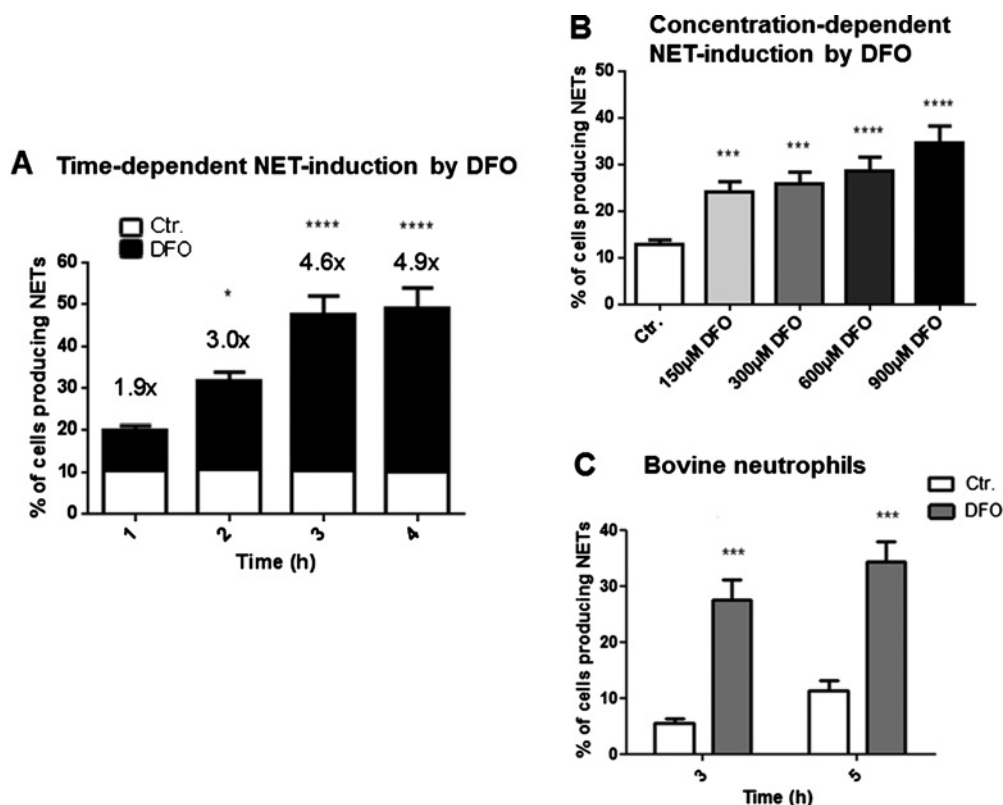 A Time-dependent NET-induction by DFO
Ctr.
DFO
% of cells producing NETs
60
50
40
30
20
10
0
1.9x
*
3.0x
****
4.6x
****
4.9x
1 2 3 4
Time (h)
B Concentration-dependent
NET-induction by DFO
% of cells producing NETs
50
40
30
20
10
0
***
***
****
****
Ctr.
150µM DFO
300µM DFO
600µM DFO
900µM DFO
C Bovine neutrophils
Ctr.
DFO
% of cells producing NETs
40
30
20
10
0
***
***
3 5
Time (h)